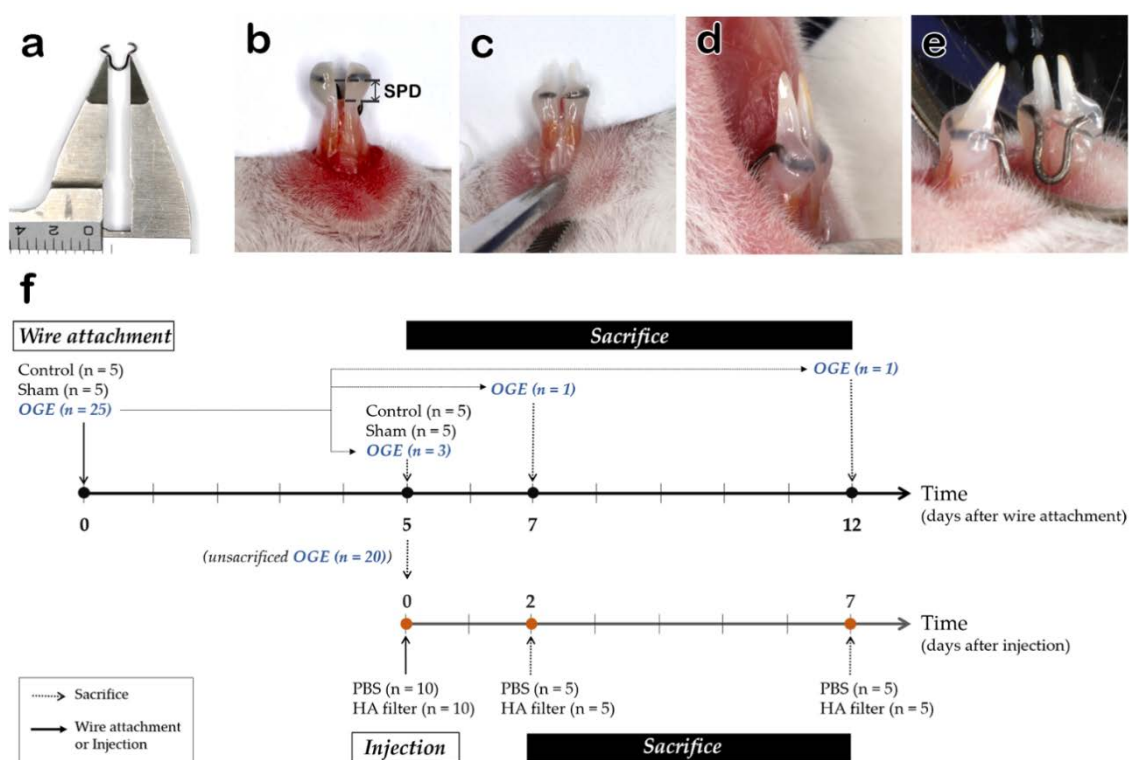 a
b
c
d
e
SPD
4 2 0
f
Wire attachment
Sacrifice
Control (n = 5)
Sham (n = 5)
OGE (n = 25)
OGE (n = 1)
OGE (n = 1)
Control (n = 5)
Sham (n = 5)
OGE (n = 3)
0
5
7
12
Time
(days after wire attachment)
(unsacrificed OGE (n = 20))
0
2
7
Time
(days after injection)
PBS (n = 10)
HA filter (n = 10)
PBS (n = 5)
HA filter (n = 5)
PBS (n = 5)
HA filter (n = 5)
Sacrifice
Wire attachment
or Injection
Injection
Sacrifice